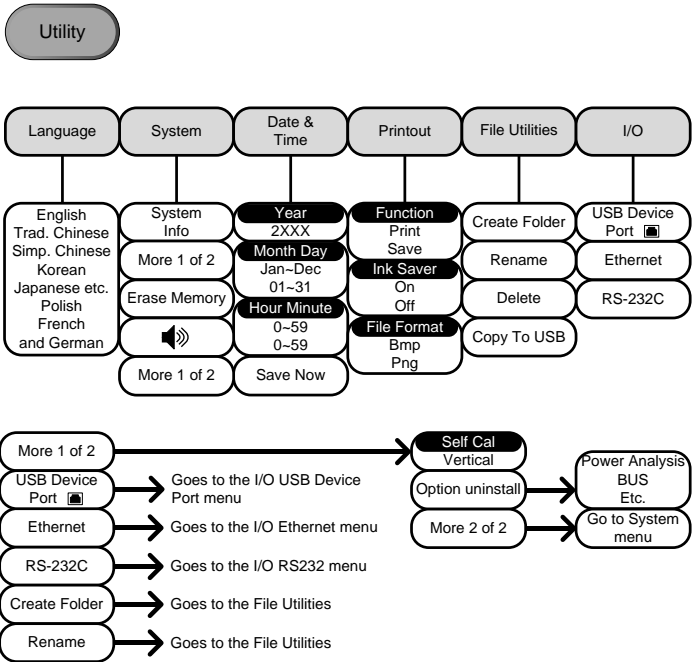 Utility
Language
System
Date &
Time
Printout
File Utilities
I/O
English
Trad. Chinese
Simp. Chinese
Korean
Japanese etc.
Polish
French
and German
System
Info
More 1 of 2
Erase Memory
More 1 of 2
Year
2XXX
Month Day
Jan~Dec
01~31
Hour Minute
0~59
0~59
Save Now
Function
Print
Save
Ink Saver
On
Off
File Format
Bmp
Png
Create Folder
Rename
Delete
Copy To USB
USB Device
Port
Ethernet
RS-232C
More 1 of 2
Self Cal
Vertical
USB Device
Port
Goes to the I/O USB Device
Port menu
Option uninstall
Power Analysis
BUS
Etc.
Ethernet
Goes to the I/O Ethernet menu
More 2 of 2
Go to System
menu
RS-232C
Goes to the I/O RS232 menu
Create Folder
Goes to the File Utilities
Rename
Goes to the File Utilities